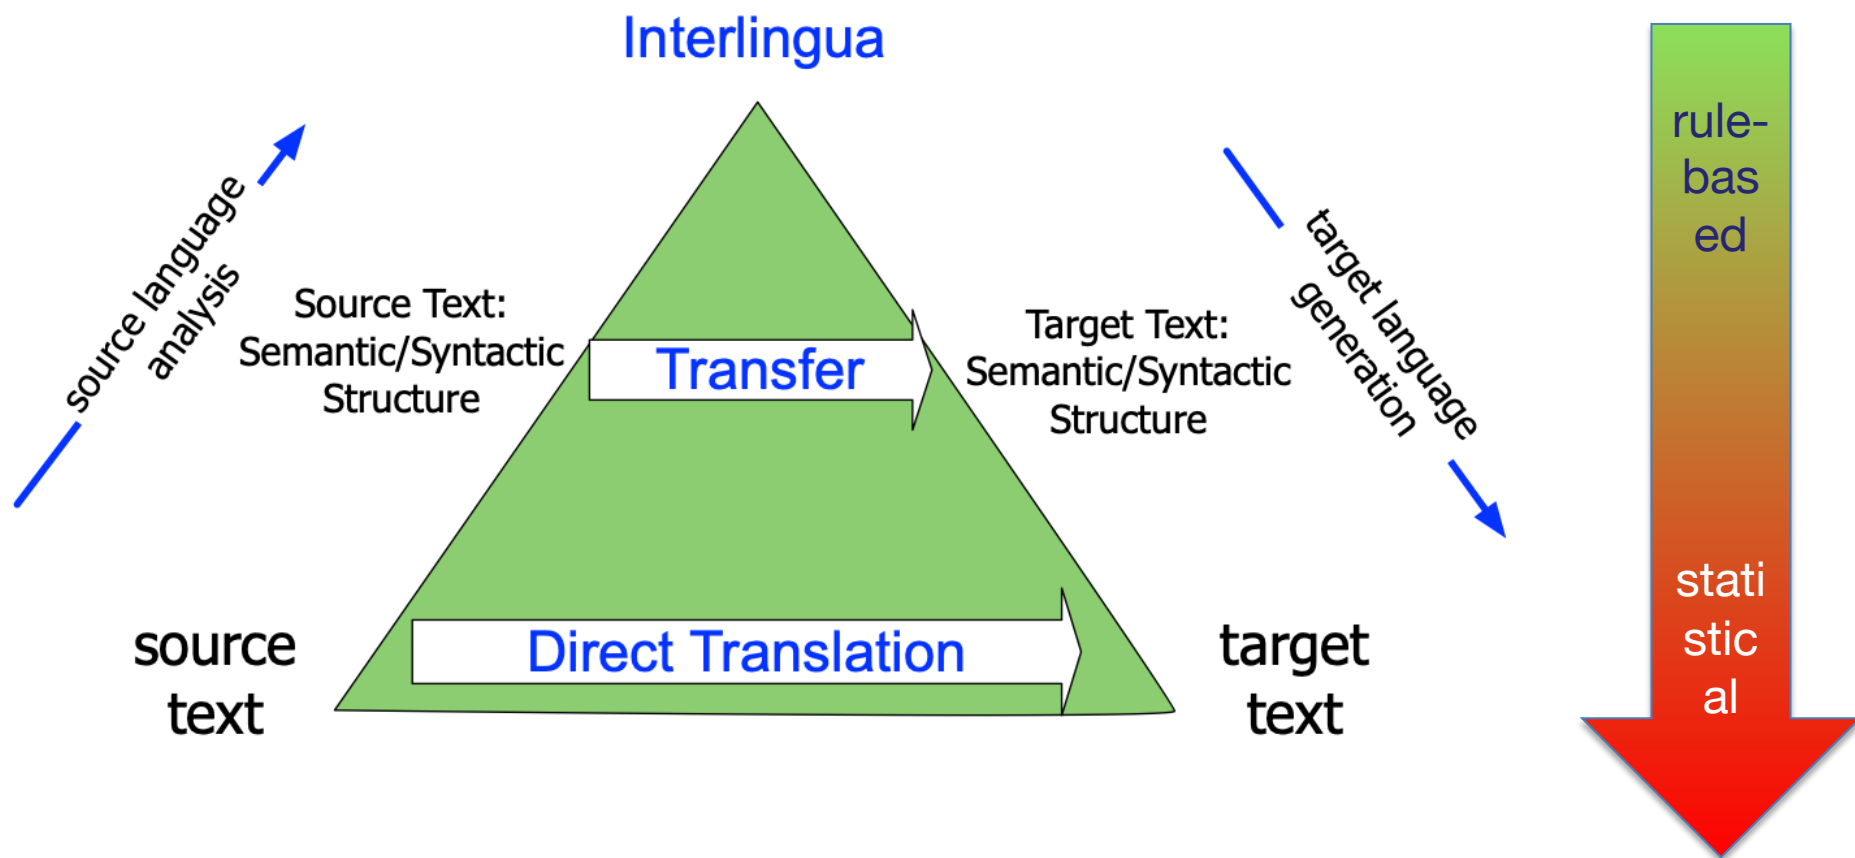 Interlingua
source language
analysis
Source Text:
Semantic/Syntactic
Structure
Transfer
Target Text:
Semantic/Syntactic
Structure
target language
generation
source
text
Direct Translation
target
text
rule-
bas
ed
stati
stic
al